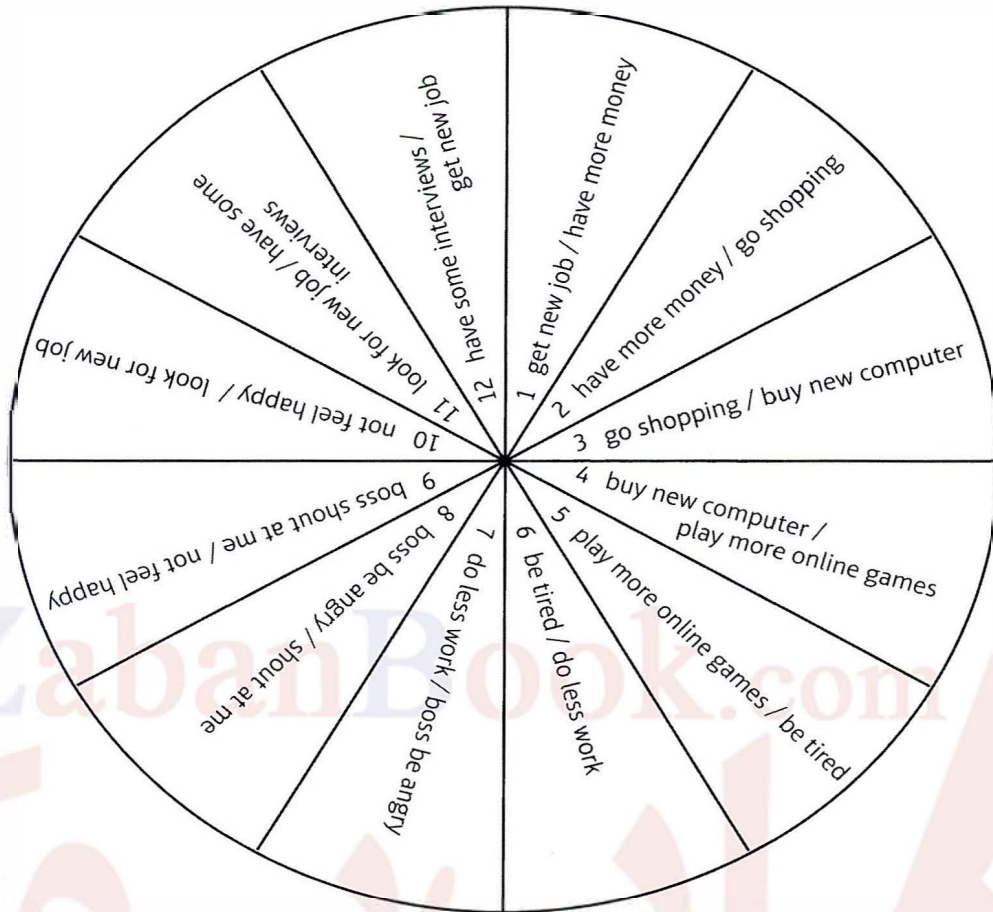 1 get new job / have more money
2 have more money / go shopping
3 go shopping / buy new computer
4 buy new computer /
play more online games
5 play more online games / be tired
6 be tired / do less work
7 do less work / boss be angry
8 boss be angry / shout at me
9 boss shout at me / not feel happy
10 not feel happy / look for new job
11 look for new job / have some
interviews
12 have some interviews /
get new job
ZabanBook.com